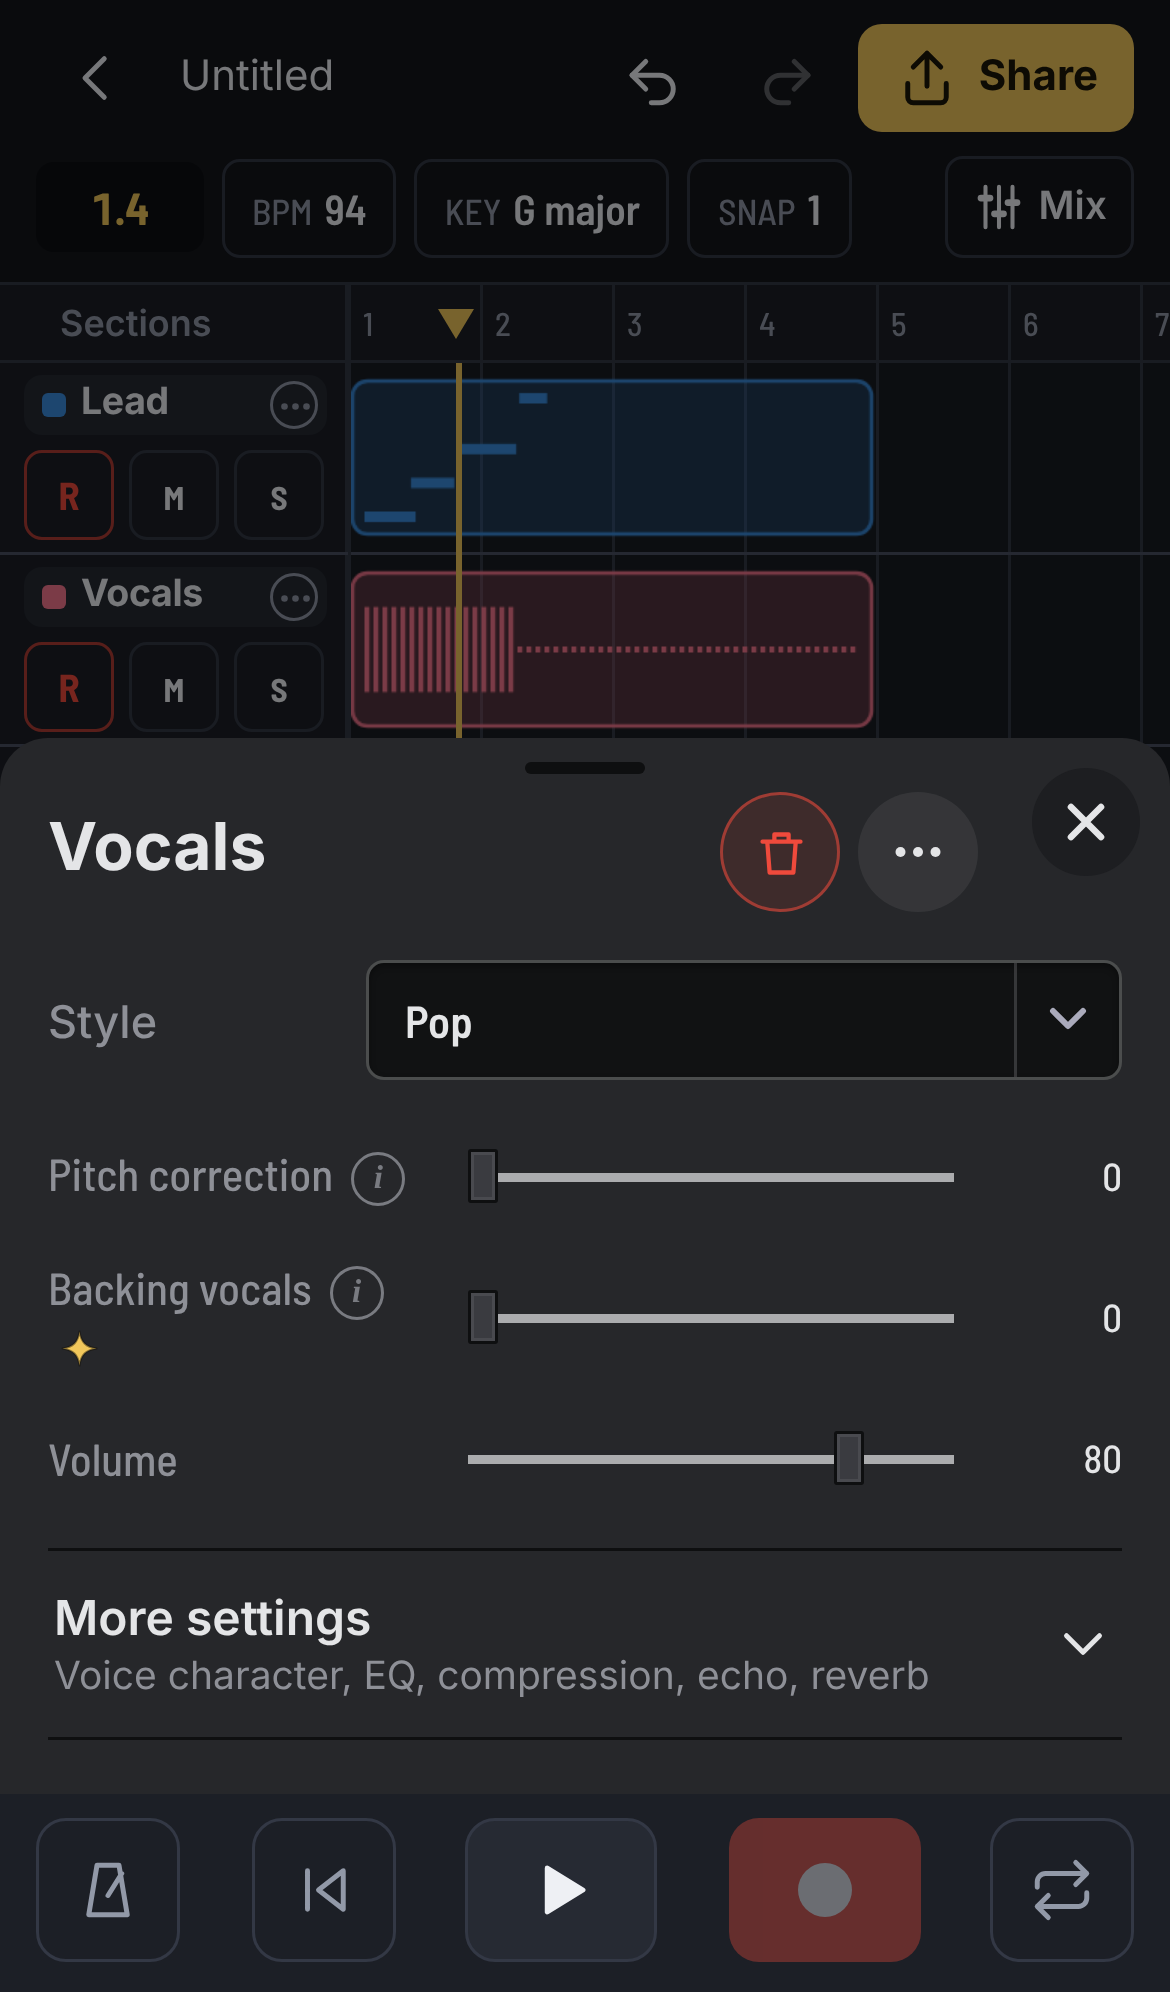 Untitled
Share
1.4
BPM 94
KEY G major
SNAP 1
Mix
Sections
1 2 3 4 5 6 7
Lead
R M S
Vocals
R M S
Vocals
Style
Pop
Pitch correction i
0
Backing vocals i
0
Volume
80
More settings
Voice character, EQ, compression, echo, reverb